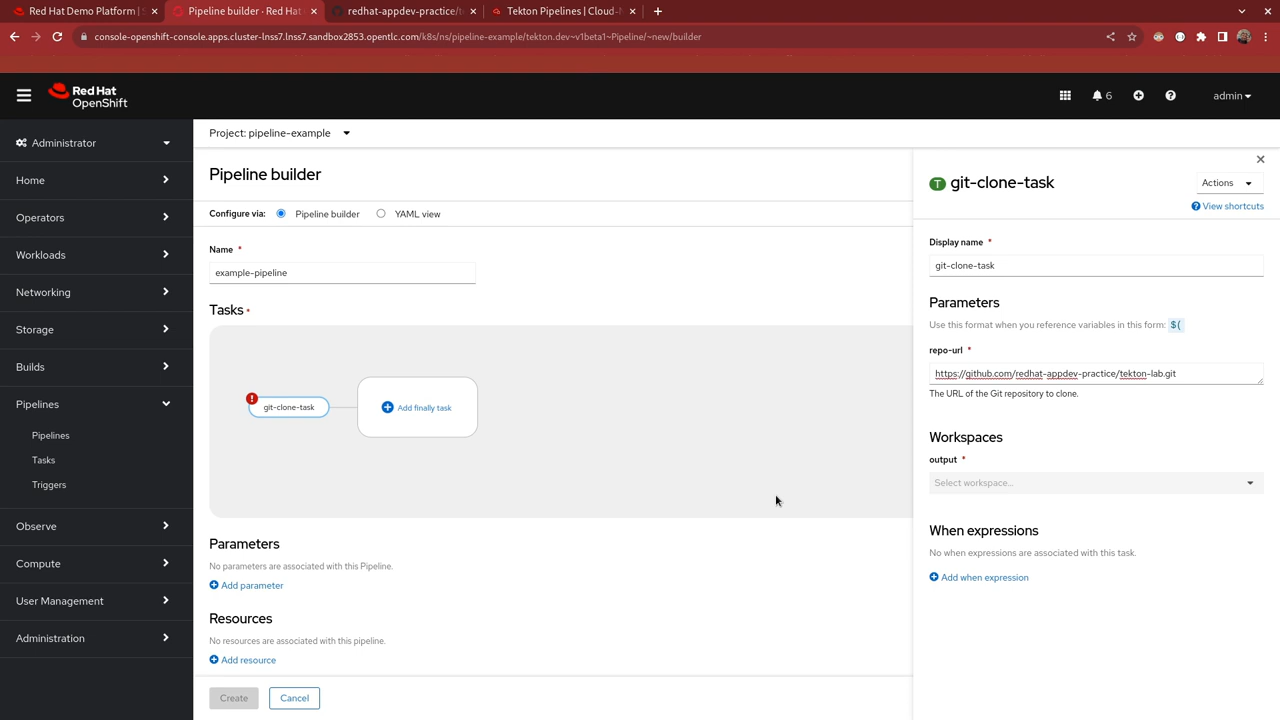 Red Hat Demo Platform | S
Pipeline builder · Red Hat
redhat-appdev-practice/t
Tekton Pipelines | Cloud-N
console-openshift-console.apps.cluster-lnss7.lnss7.sandbox2853.opentlc.com/k8s/ns/pipeline-example/tekton.dev~v1beta1~Pipeline/~new/builder
Red Hat
OpenShift
6
admin
Administrator
Home
Operators
Workloads
Networking
Storage
Builds
Pipelines
Pipelines
Tasks
Triggers
Observe
Compute
User Management
Administration
Project: pipeline-example
Pipeline builder
Configure via: Pipeline builder YAML view
Name *
example-pipeline
Tasks *
git-clone-task
Add finally task
Parameters
No parameters are associated with this Pipeline.
Add parameter
Resources
No resources are associated with this pipeline.
Add resource
Create Cancel
T git-clone-task
Actions
View shortcuts
Display name *
git-clone-task
Parameters
Use this format when you reference variables in this form: $(
repo-url *
https://github.com/redhat-appdev-practice/tekton-lab.git
The URL of the Git repository to clone.
Workspaces
output *
Select workspace...
When expressions
No when expressions are associated with this task.
Add when expression